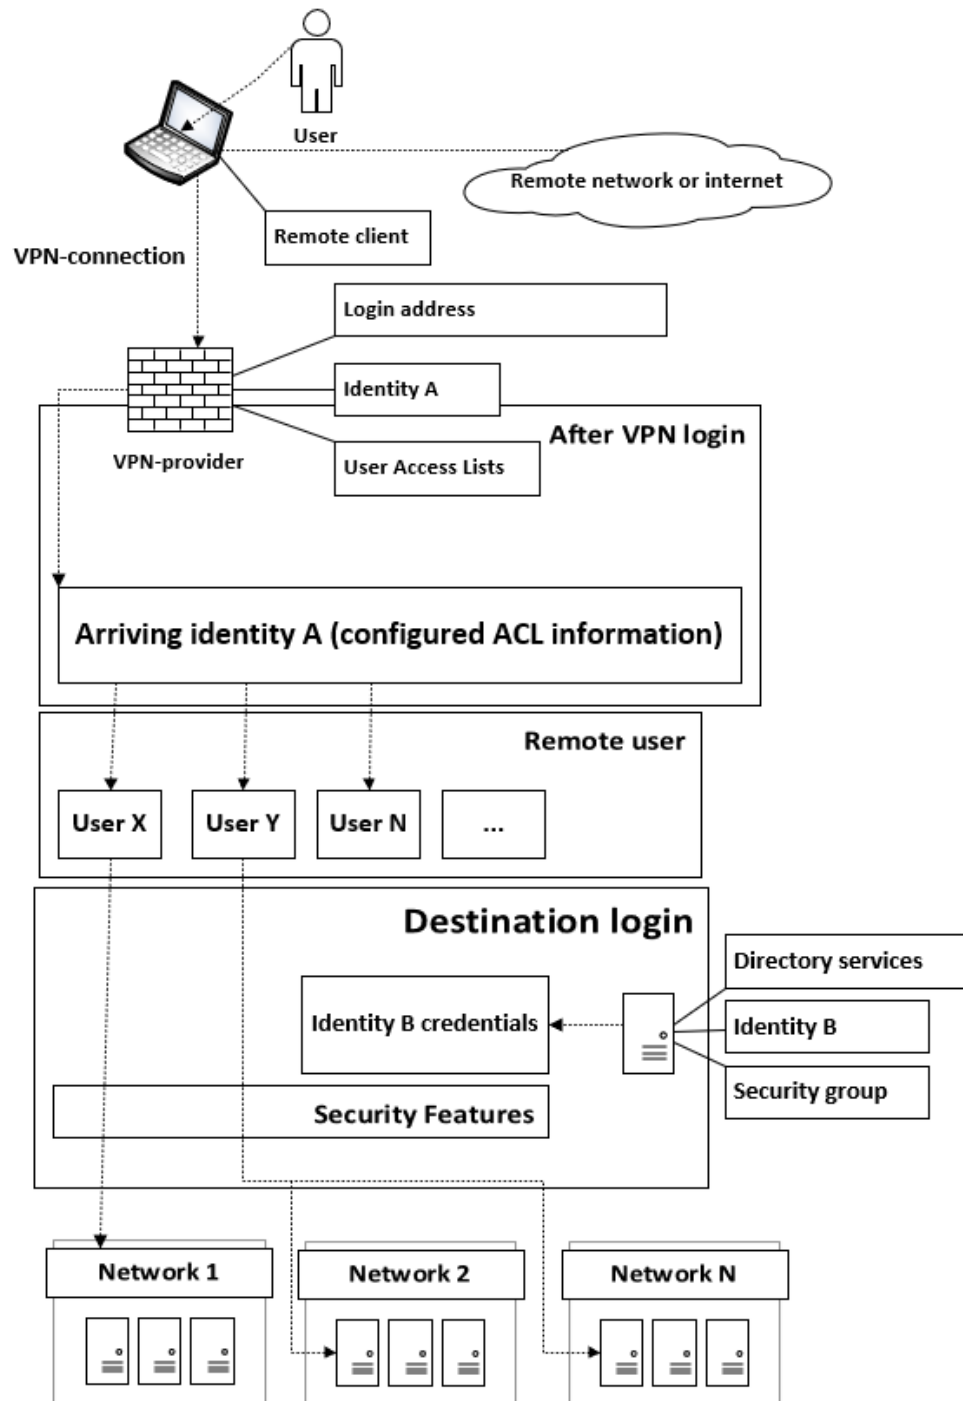 User
Remote network or internet
Remote client
VPN-connection
Login address
Identity A
After VPN login
VPN-provider
User Access Lists
Arriving identity A (configured ACL information)
Remote user
User X
User Y
User N
...
Destination login
Directory services
Identity B credentials
Identity B
Security group
Security Features
Network 1
Network 2
Network N